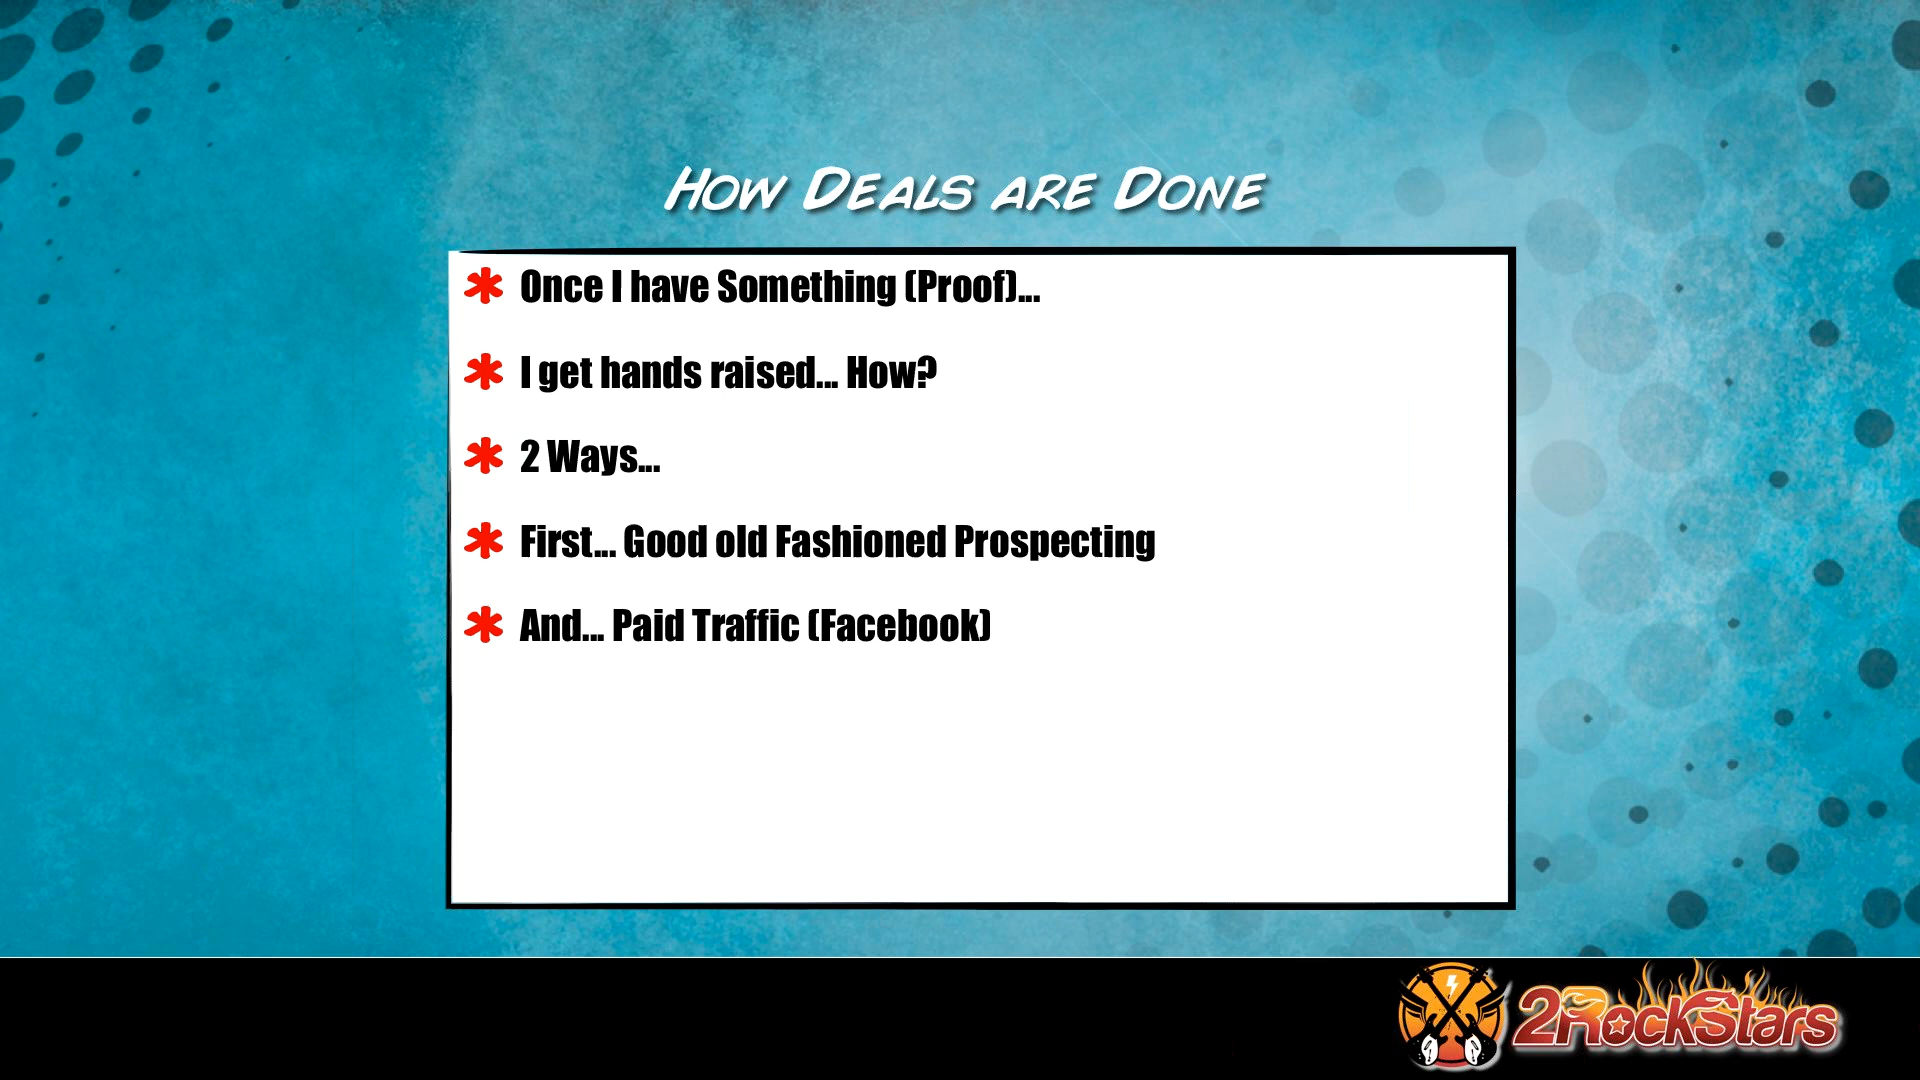 How Deals are Done
Once I have Something (Proof)...
I get hands raised... How?
2 Ways...
First... Good old Fashioned Prospecting
And... Paid Traffic (Facebook)
2RockStars